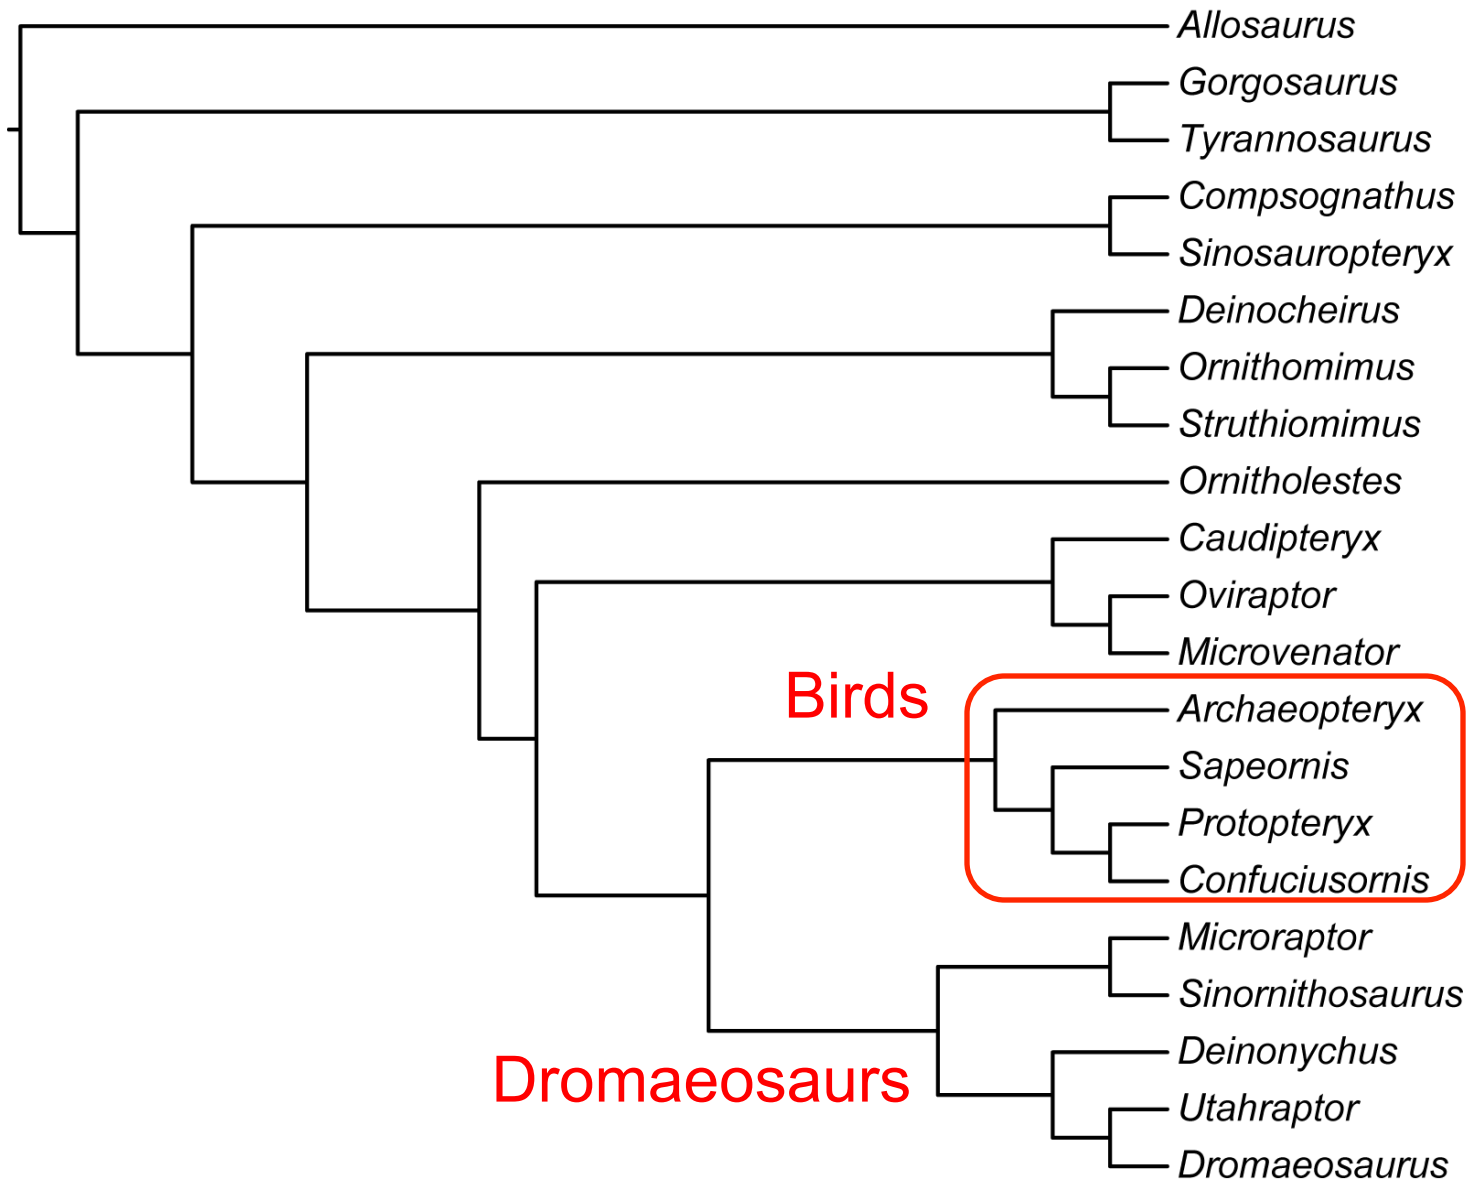 Allosaurus
Gorgosaurus
Tyrannosaurus
Compsognathus
Sinosauropteryx
Deinocheirus
Ornithomimus
Struthiomimus
Ornitholestes
Caudipteryx
Oviraptor
Microvenator
Birds
Archaeopteryx
Sapeornis
Protopteryx
Confuciusornis
Microraptor
Sinornithosaurus
Deinonychus
Dromaeosaurs
Utahraptor
Dromaeosaurus